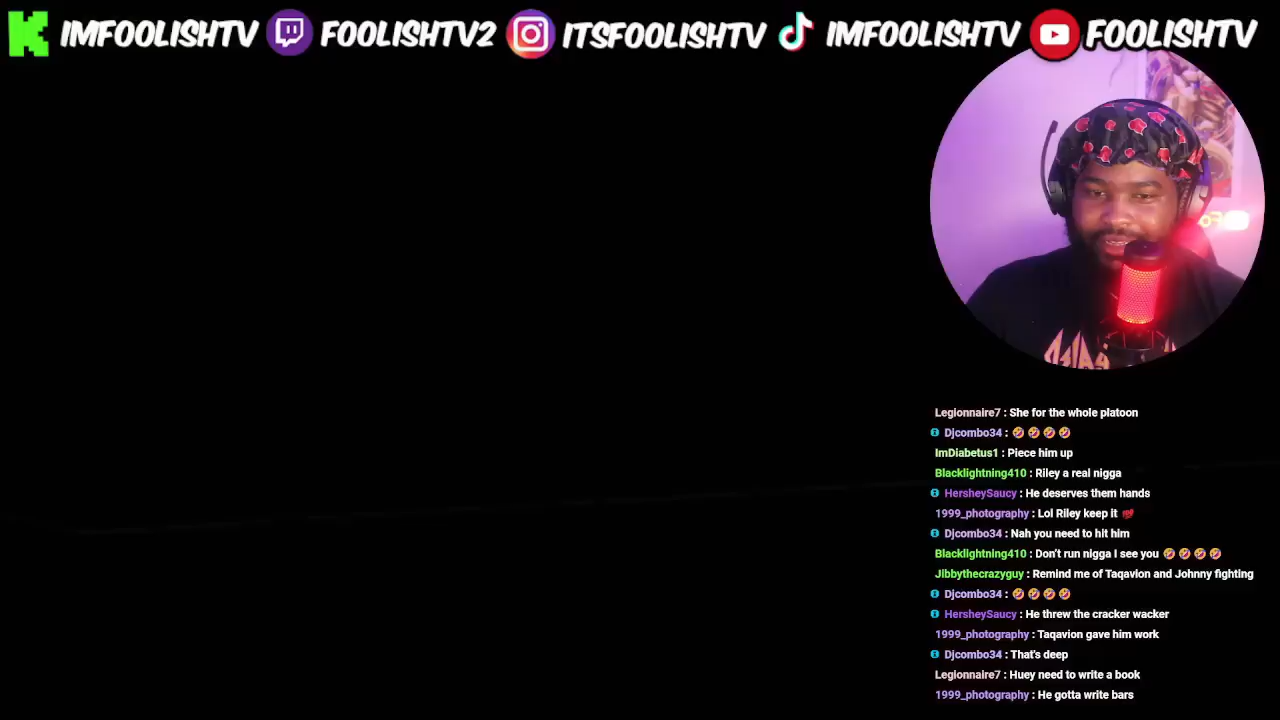 IMFOOLISHTV FOOLISHTV2 ITSFOOLISHTV IMFOOLISHTV FOOLISHTV
Legionnaire7 : She for the whole platoon
Djcombo34 : 🤣 🤣 🤣 🤣
ImDiabetus1 : Piece him up
Blacklightning410 : Riley a real nigga
HersheySaucy : He deserves them hands
1999_photography : Lol Riley keep it 💯
Djcombo34 : Nah you need to hit him
Blacklightning410 : Don't run nigga I see you 🤣 🤣 🤣 🤣
Jibbythecrazyguy : Remind me of Taqavion and Johnny fighting
Djcombo34 : 🤣 🤣 🤣 🤣
HersheySaucy : He threw the cracker wacker
1999_photography : Taqavion gave him work
Djcombo34 : That's deep
Legionnaire7 : Huey need to write a book
1999_photography : He gotta write bars